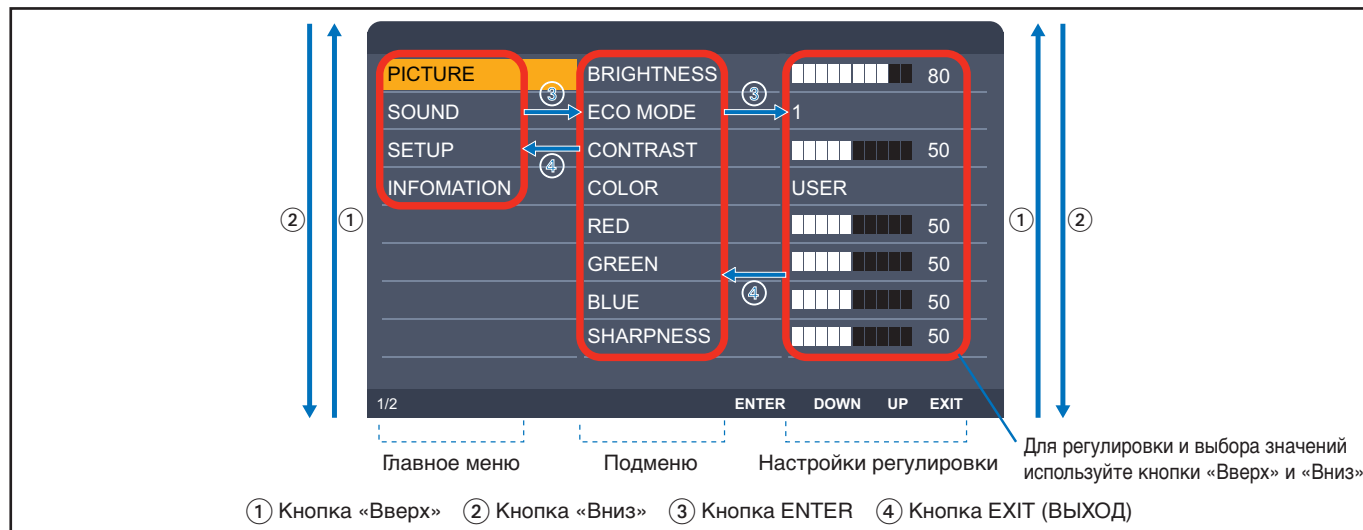 PICTURE BRIGHTNESS 80
③ ③
SOUND ECO MODE 1
SETUP CONTRAST 50
④
INFOMATION COLOR USER
② ① RED 50 ① ②
GREEN 50
④
BLUE 50
SHARPNESS 50
1/2 ENTER DOWN UP EXIT
Главное меню Подменю Настройки регулировки
Для регулировки и выбора значений
используйте кнопки «Вверх» и «Вниз»
① Кнопка «Вверх» ② Кнопка «Вниз» ③ Кнопка ENTER ④ Кнопка EXIT (ВЫХОД)